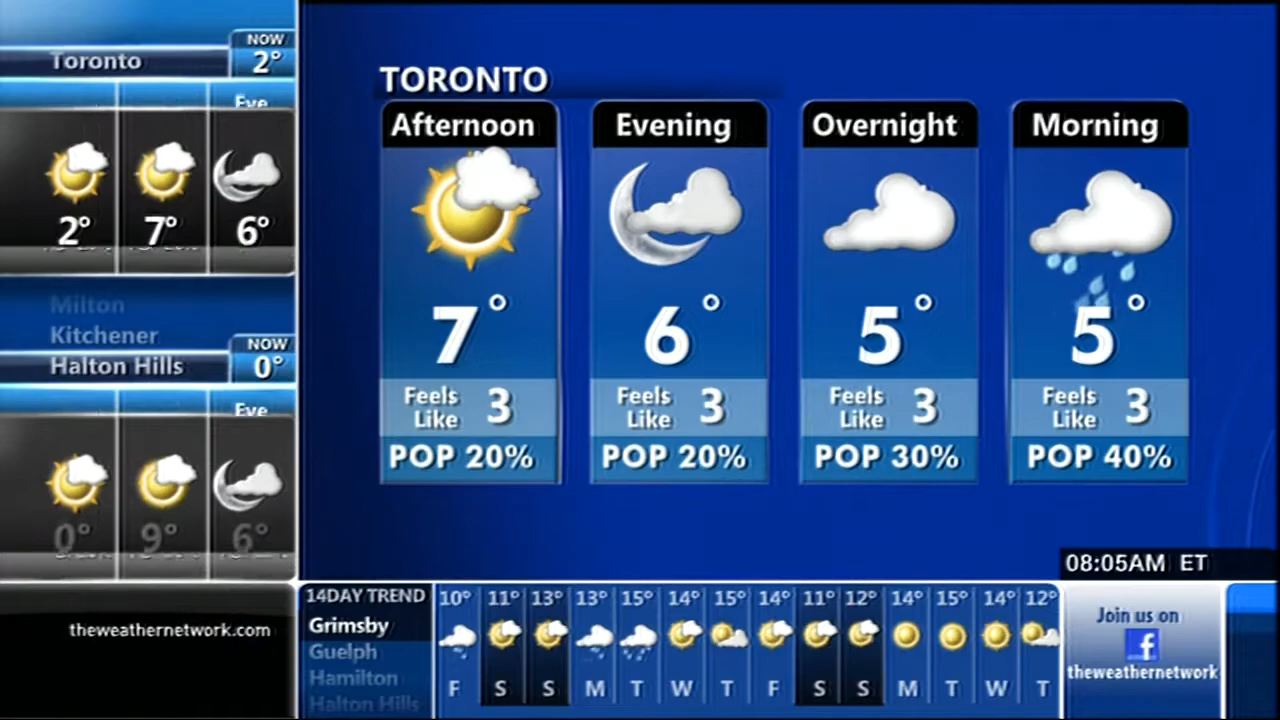 Toronto
NOW
2°
Eve
2° 7° 6°
Milton
Kitchener
Halton Hills
NOW
0°
Eve
0° 9° 6°
theweathernetwork.com
TORONTO
Afternoon Evening Overnight Morning
7° 6° 5° 5°
Feels Like 3 Feels Like 3 Feels Like 3 Feels Like 3
POP 20% POP 20% POP 30% POP 40%
08:05AM ET
14DAY TREND
Grimsby
Guelph
Hamilton
Halton Hills
10° 11° 13° 13° 15° 14° 15° 14° 11° 12° 14° 15° 14° 12°
F S S M T W T F S S M T W T
Join us on
f
theweathernetwork